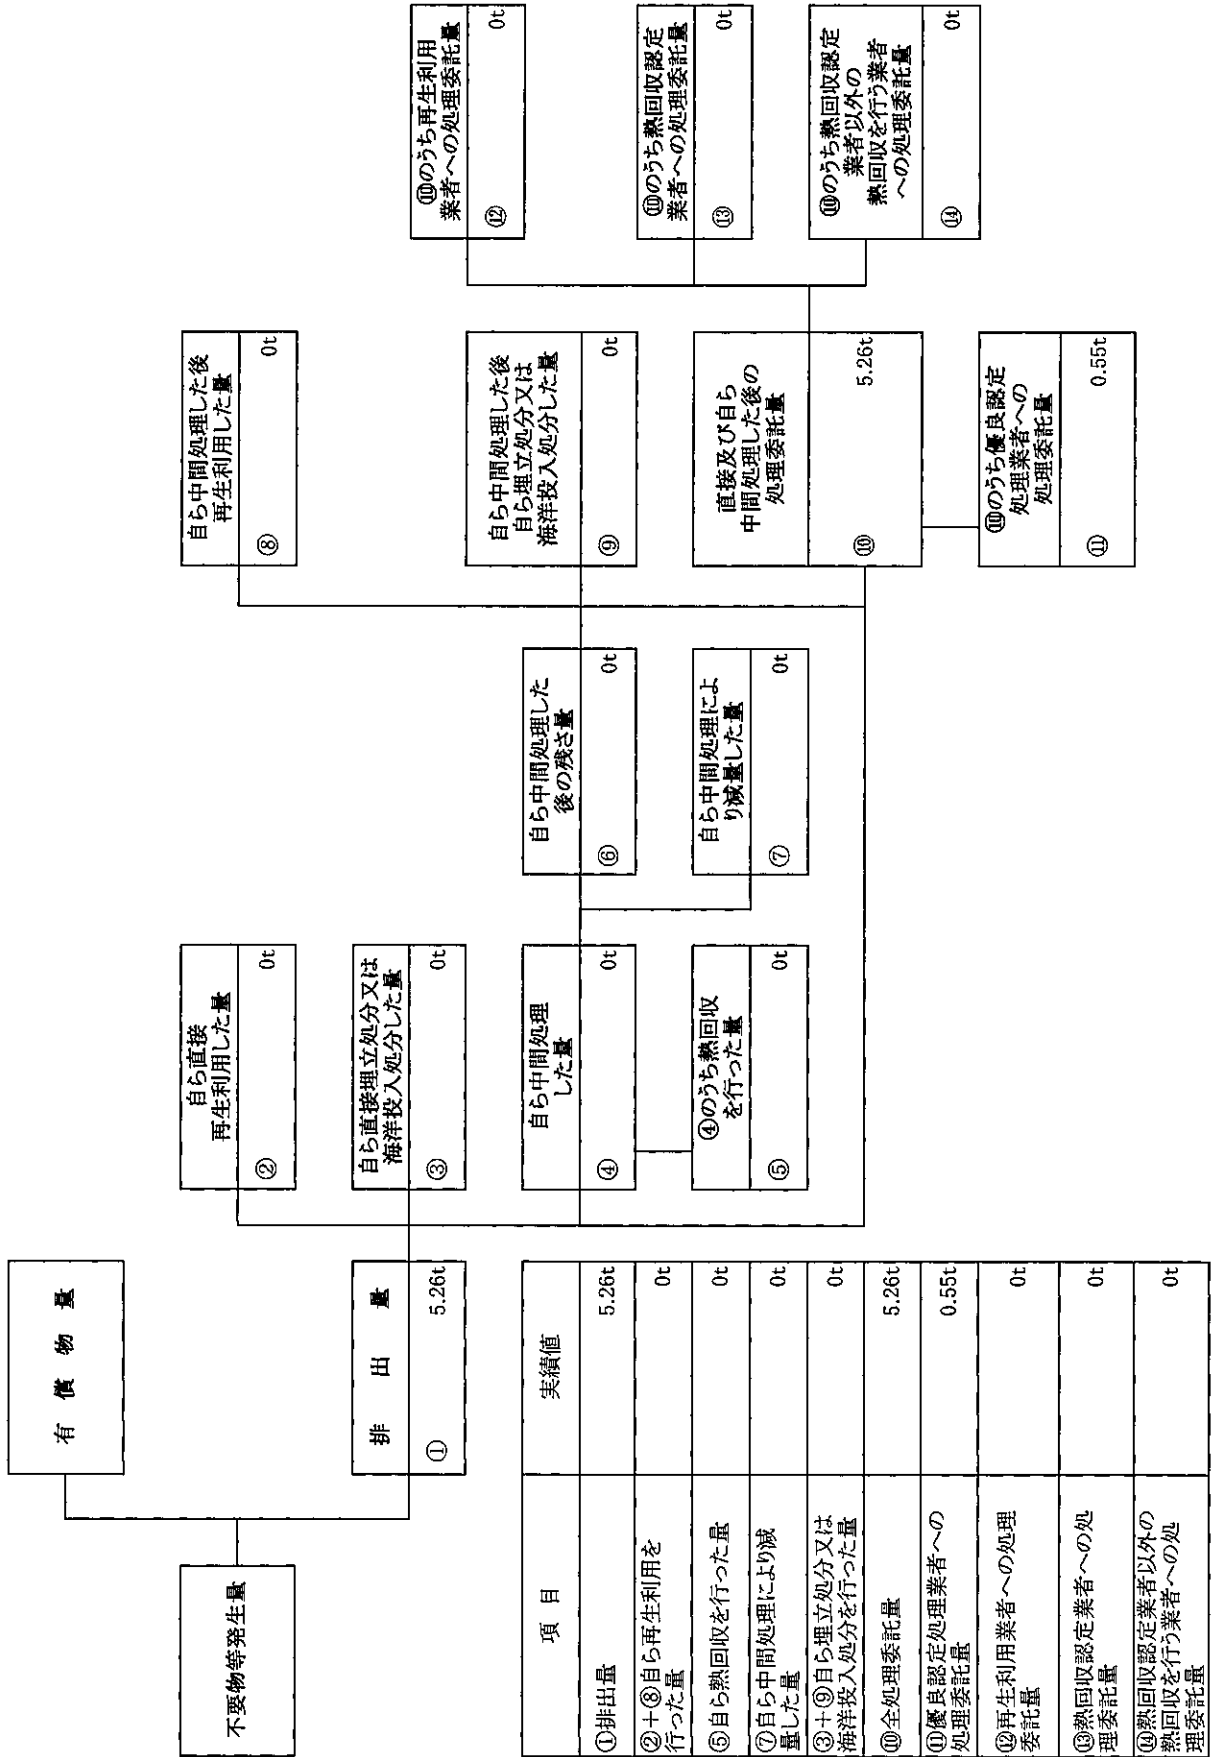 不要物等発生量
有償物量
排出量
①
5.26t
自ら直接
再生利用した量
②
0t
自ら直接埋立処分又は
海洋投入処分した量
③
0t
自ら中間処理
した量
④
0t
④のうち熱回収
を行った量
⑤
0t
自ら中間処理した
後の残さ量
⑥
0t
自ら中間処理によ
り減量した量
⑦
0t
自ら中間処理した後
再生利用した量
⑧
0t
自ら中間処理した後
自ら埋立処分又は
海洋投入処分した量
⑨
0t
直接及び自ら
中間処理した後の
処理委託量
⑩
5.26t
⑩のうち優良認定
処理業者への
処理委託量
⑪
0.55t
⑩のうち再生利用
業者への処理委託量
⑫
0t
⑩のうち熱回収認定
業者への処理委託量
⑬
0t
⑩のうち熱回収認定
業者以外の
熱回収を行う業者
への処理委託量
⑭
0t
項目
実績値
①排出量
5.26t
②+⑧自ら再生利用を
行った量
0t
⑤自ら熱回収を行った量
0t
⑦自ら中間処理により減
量した量
0t
③+⑨自ら埋立処分又は
海洋投入処分を行った量
0t
⑩全処理委託量
5.26t
⑪優良認定処理業者への
処理委託量
0.55t
⑫再生利用業者への処理
委託量
0t
⑬熱回収認定業者への処
理委託量
0t
⑭熱回収認定業者以外の
熱回収を行う業者への処
理委託量
0t